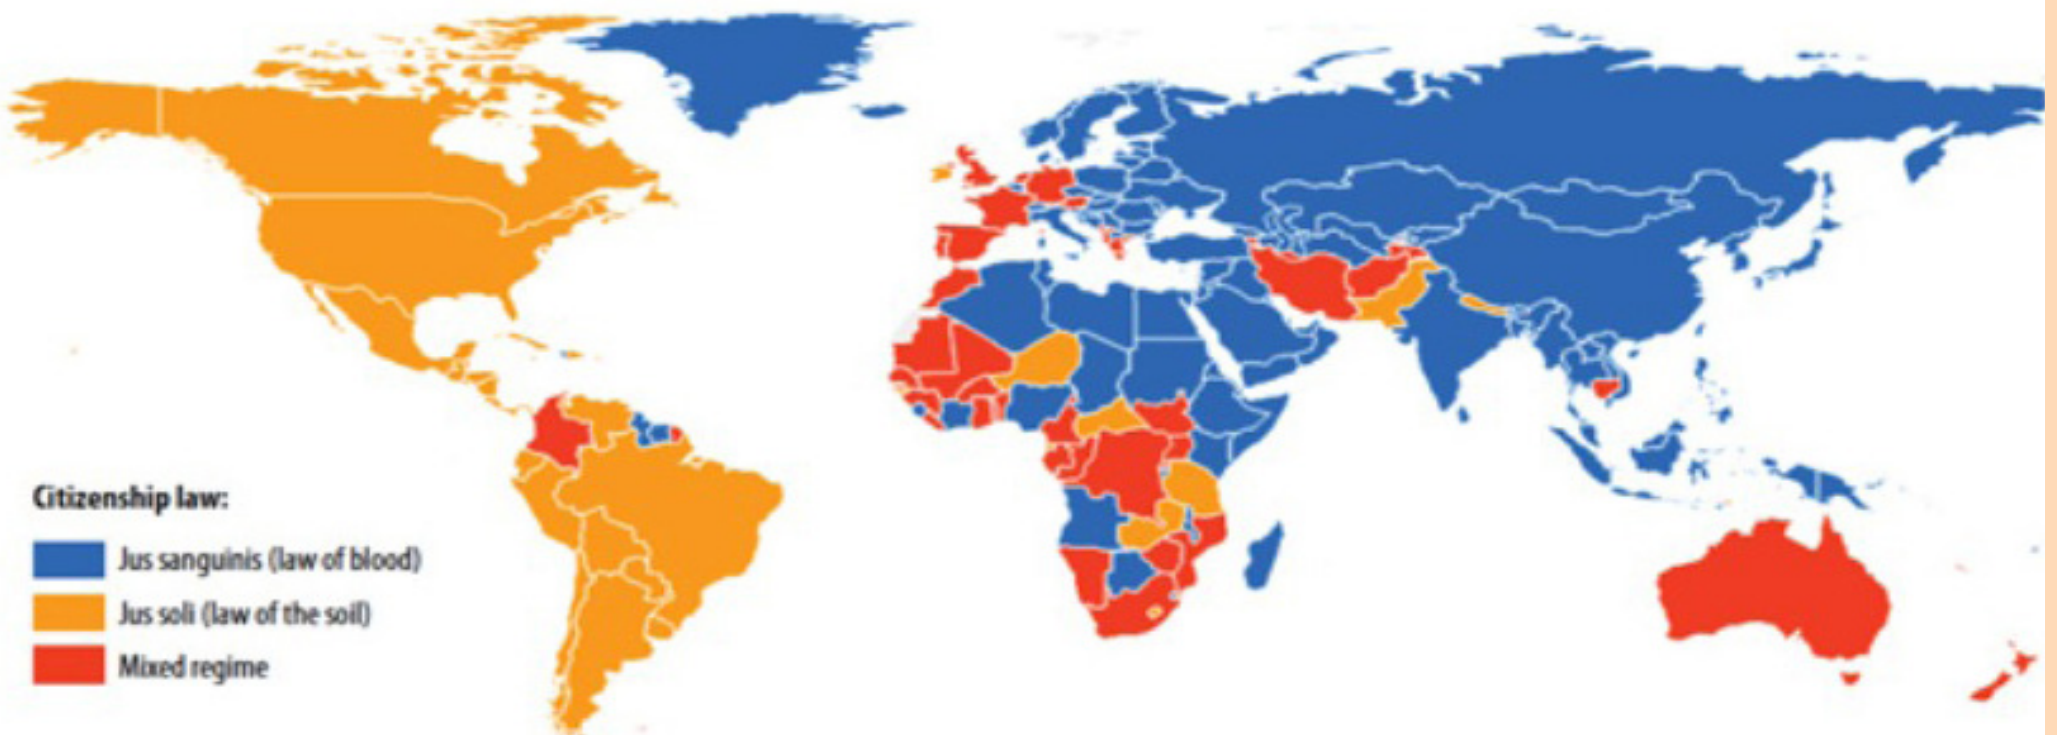 Citizenship law:
Jus sanguinis (law of blood)
Jus soli (law of the soil)
Mixed regime